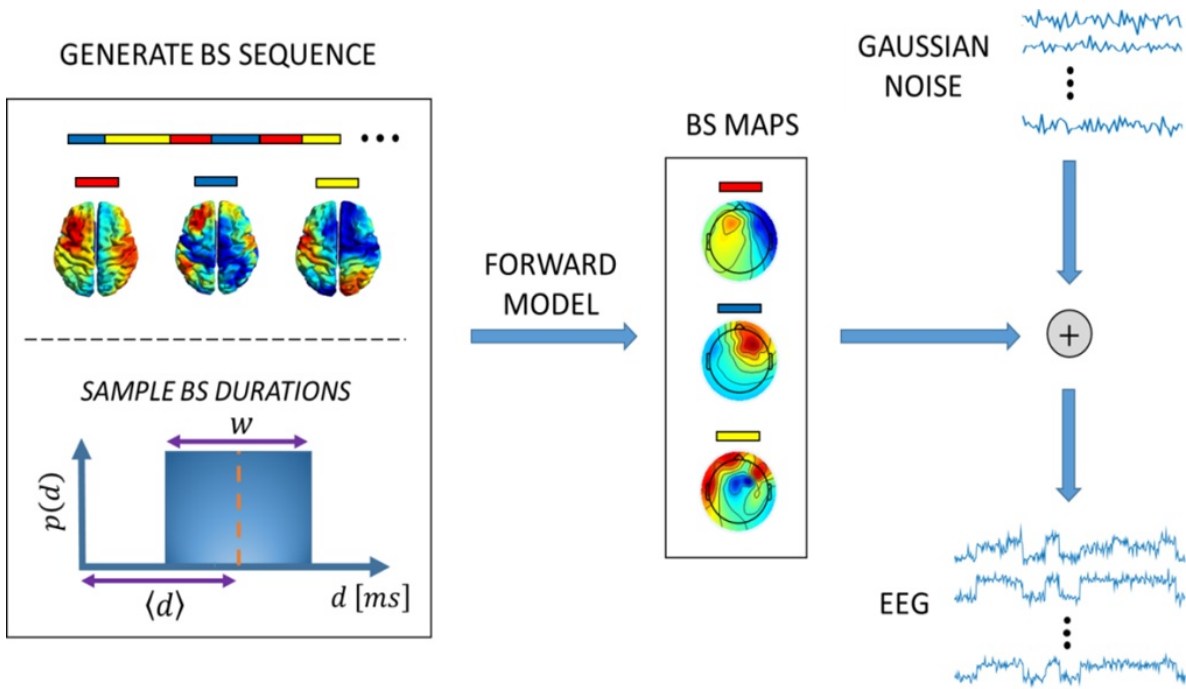 GENERATE BS SEQUENCE
SAMPLE BS DURATIONS
w
p(d)
⟨d⟩
d [ms]
FORWARD
MODEL
BS MAPS
GAUSSIAN
NOISE
+
EEG